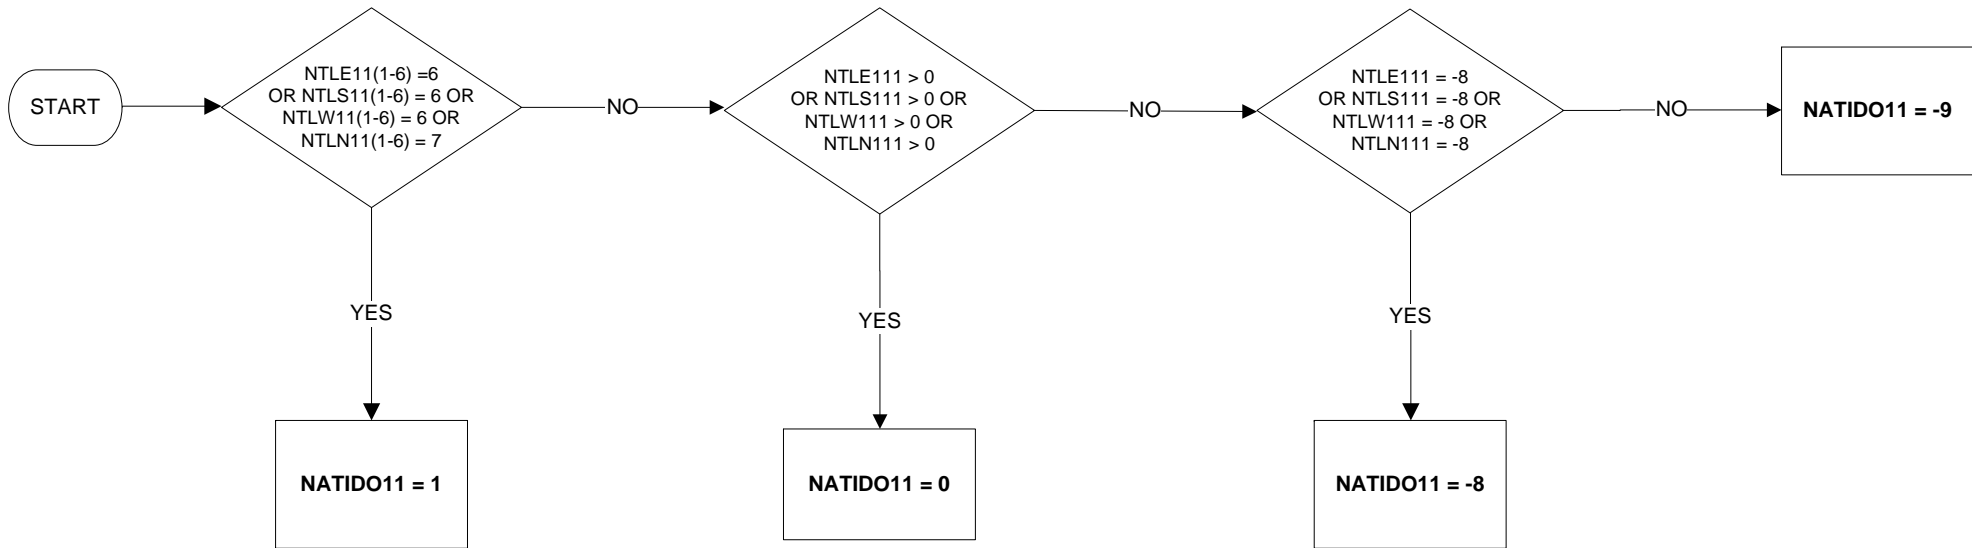 START
NTLE11(1-6) =6
OR NTLS11(1-6) = 6 OR
NTLW11(1-6) = 6 OR
NTLN11(1-6) = 7
NO
NTLE111 > 0
OR NTLS111 > 0 OR
NTLW111 > 0 OR
NTLN111 > 0
NO
NTLE111 = -8
OR NTLS111 = -8 OR
NTLW111 = -8 OR
NTLN111 = -8
NO
NATIDO11 = -9
YES
YES
YES
NATIDO11 = 1
NATIDO11 = 0
NATIDO11 = -8